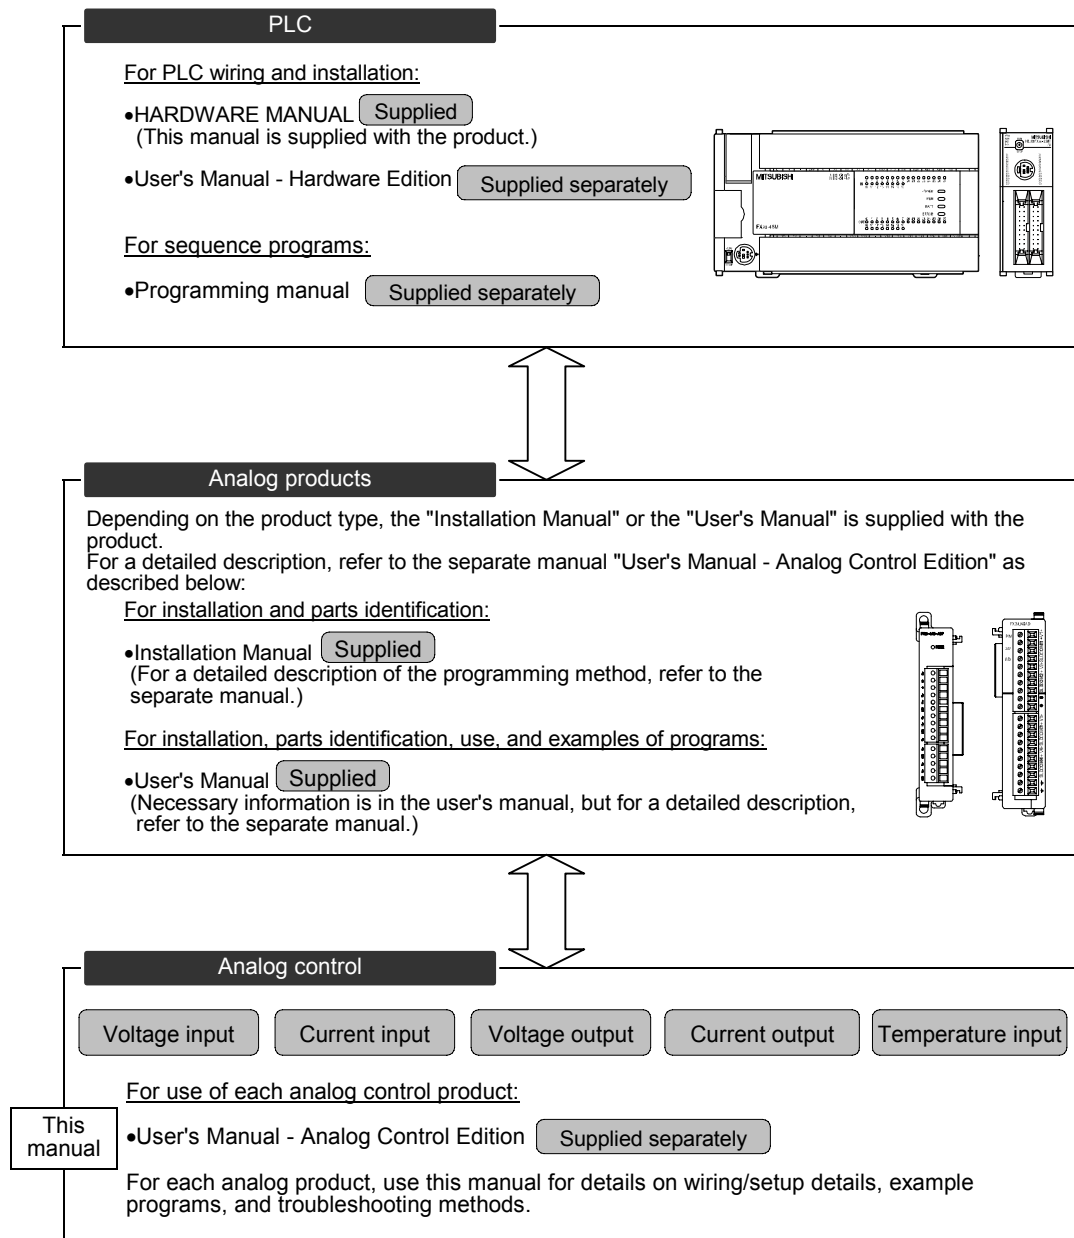 PLC
For PLC wiring and installation:
•HARDWARE MANUAL Supplied
(This manual is supplied with the product.)
•User's Manual - Hardware Edition Supplied separately
For sequence programs:
•Programming manual Supplied separately
MITSUBISHI
Analog products
Depending on the product type, the "Installation Manual" or the "User's Manual" is supplied with the
product.
For a detailed description, refer to the separate manual "User's Manual - Analog Control Edition" as
described below:
For installation and parts identification:
•Installation Manual Supplied
(For a detailed description of the programming method, refer to the
separate manual.)
For installation, parts identification, use, and examples of programs:
•User's Manual Supplied
(Necessary information is in the user's manual, but for a detailed description,
refer to the separate manual.)
Analog control
Voltage input Current input Voltage output Current output Temperature input
For use of each analog control product:
This
manual
•User's Manual - Analog Control Edition Supplied separately
For each analog product, use this manual for details on wiring/setup details, example
programs, and troubleshooting methods.